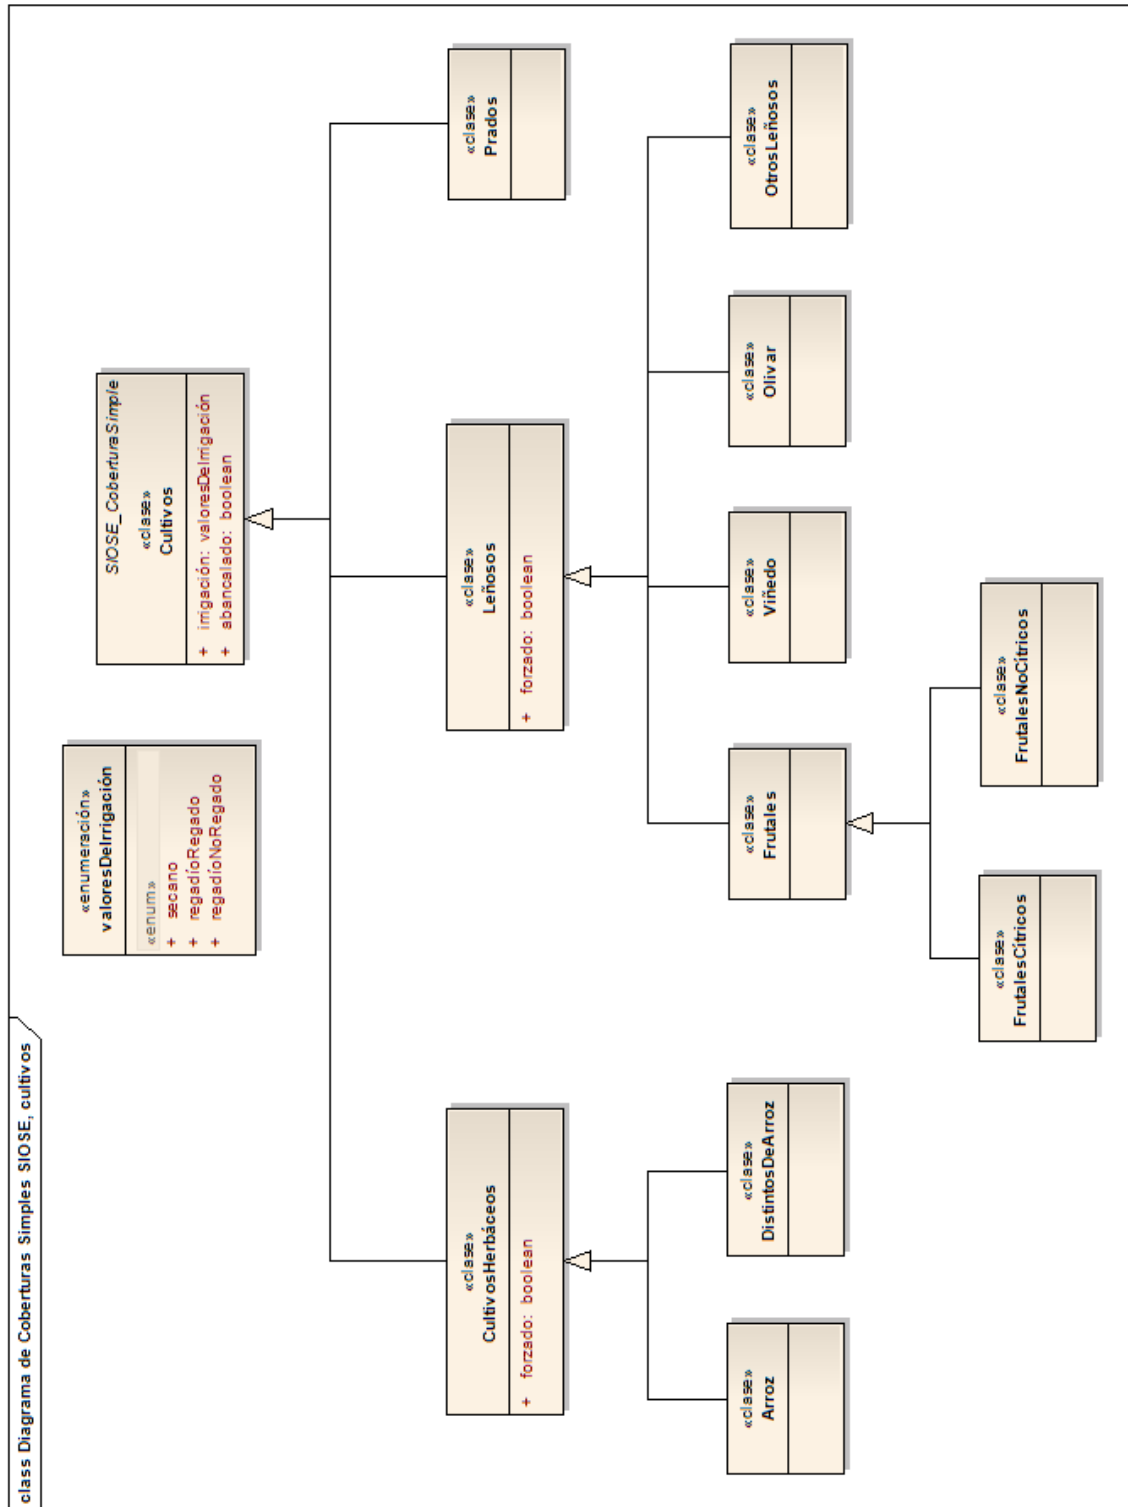 class Diagrama de Coberturas Simples SIOSE, cultivos
«enumeración»
valoresDeIrrigación
«enum»
+ secano
+ regadíoRegado
+ regadíoNoRegado
SIOSE_CoberturaSimple
«clase»
Cultivos
+ irrigación: valoresDeIrrigación
+ abancalado: boolean
«clase»
CultivosHerbáceos
+ forzado: boolean
«clase»
Leñosos
+ forzado: boolean
«clase»
Prados
«clase»
Arroz
«clase»
DistintosDeArroz
«clase»
Frutales
«clase»
Viñedo
«clase»
Olivar
«clase»
OtrosLeñosos
«clase»
FrutalesCítricos
«clase»
FrutalesNoCítricos